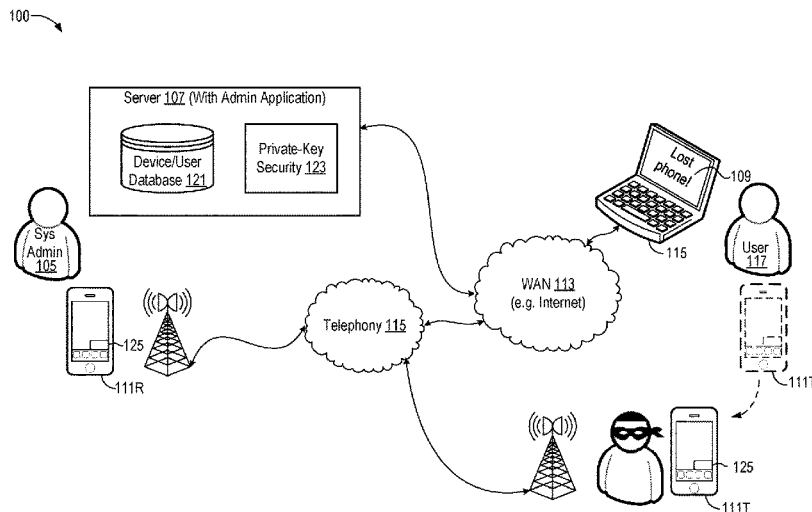 100
Server 107 (With Admin Application)
Device/User
Database 121
Private-Key
Security 123
Lost
phone!
109
Sys
Admin
105
115
User
117
WAN 113
(e.g. Internet)
Telephony 115
125
111R
111T
125
111T